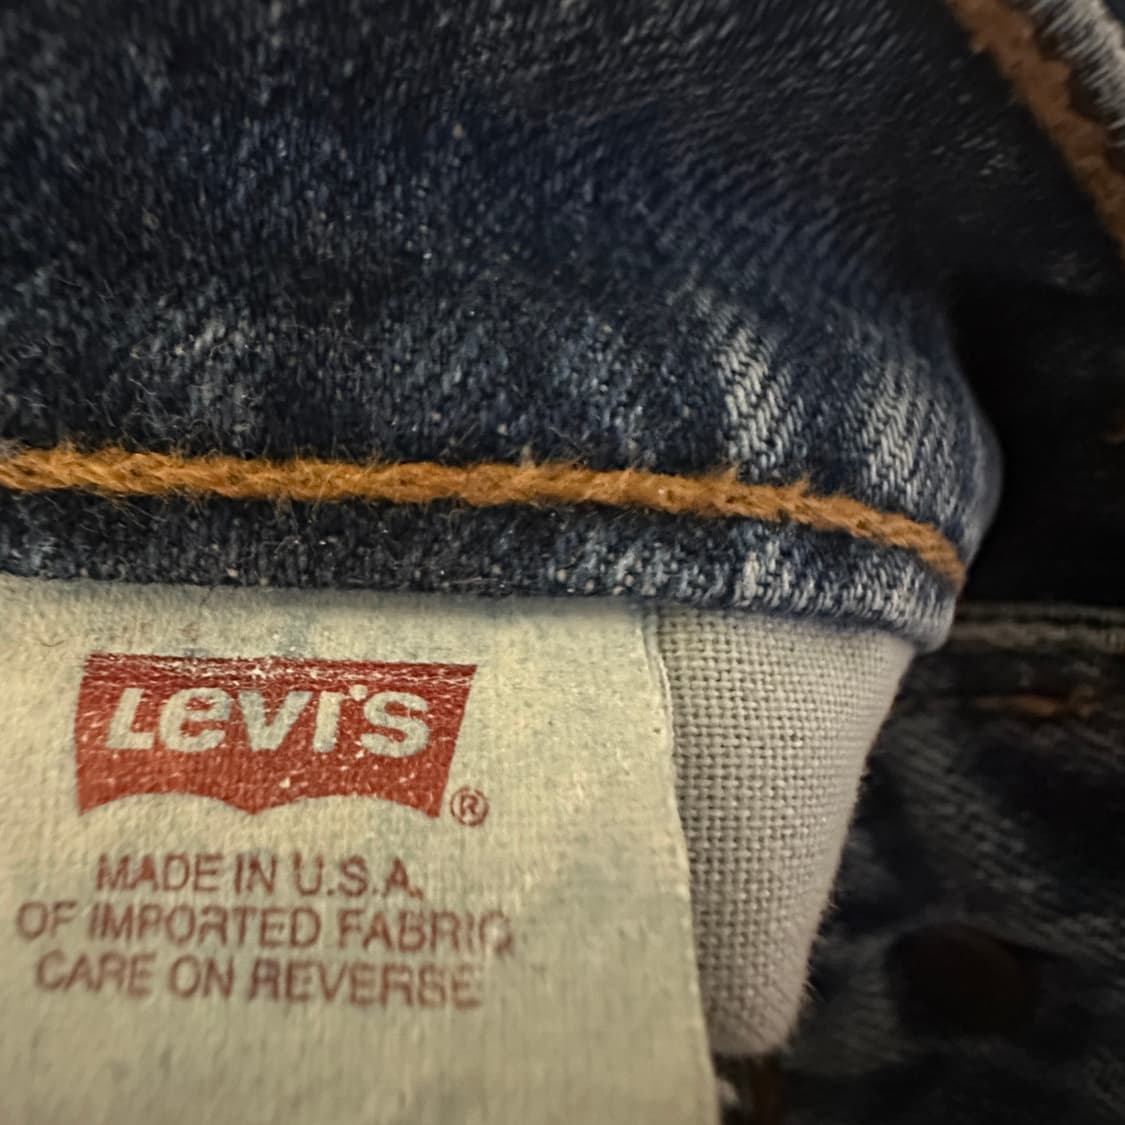 Levi's ®
MADE IN U.S.A.
OF IMPORTED FABRIC
CARE ON REVERSE